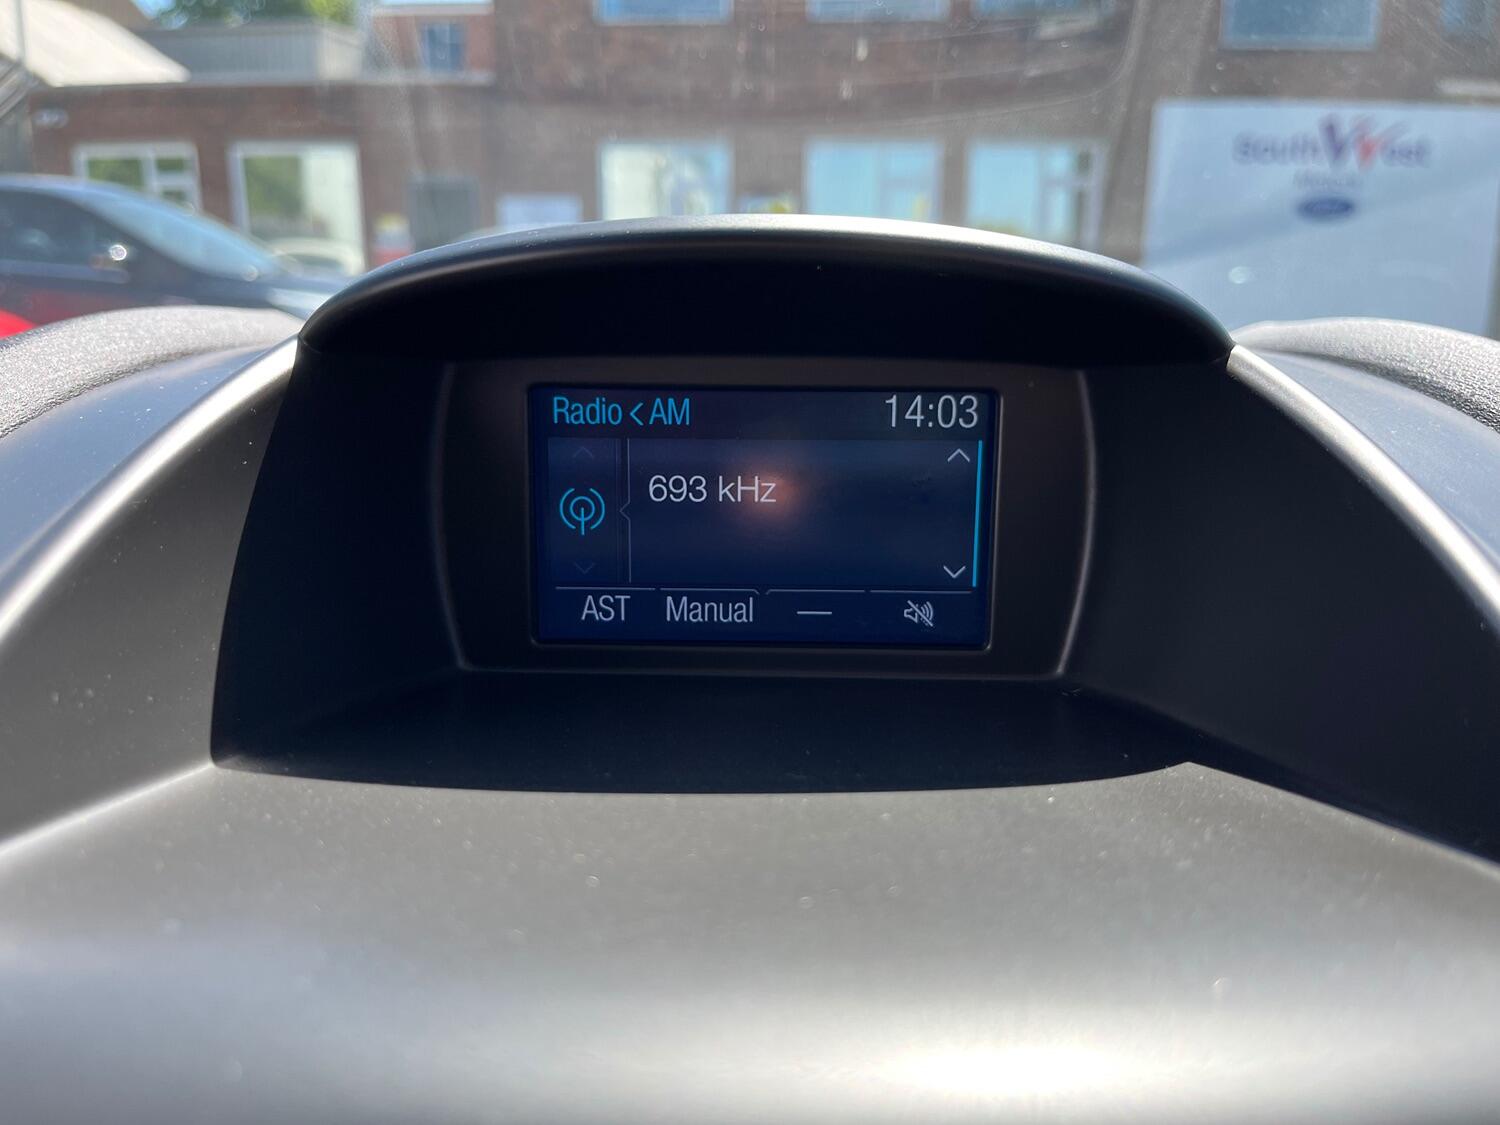 South West
Radio < AM 14:03
693 kHz
AST Manual —